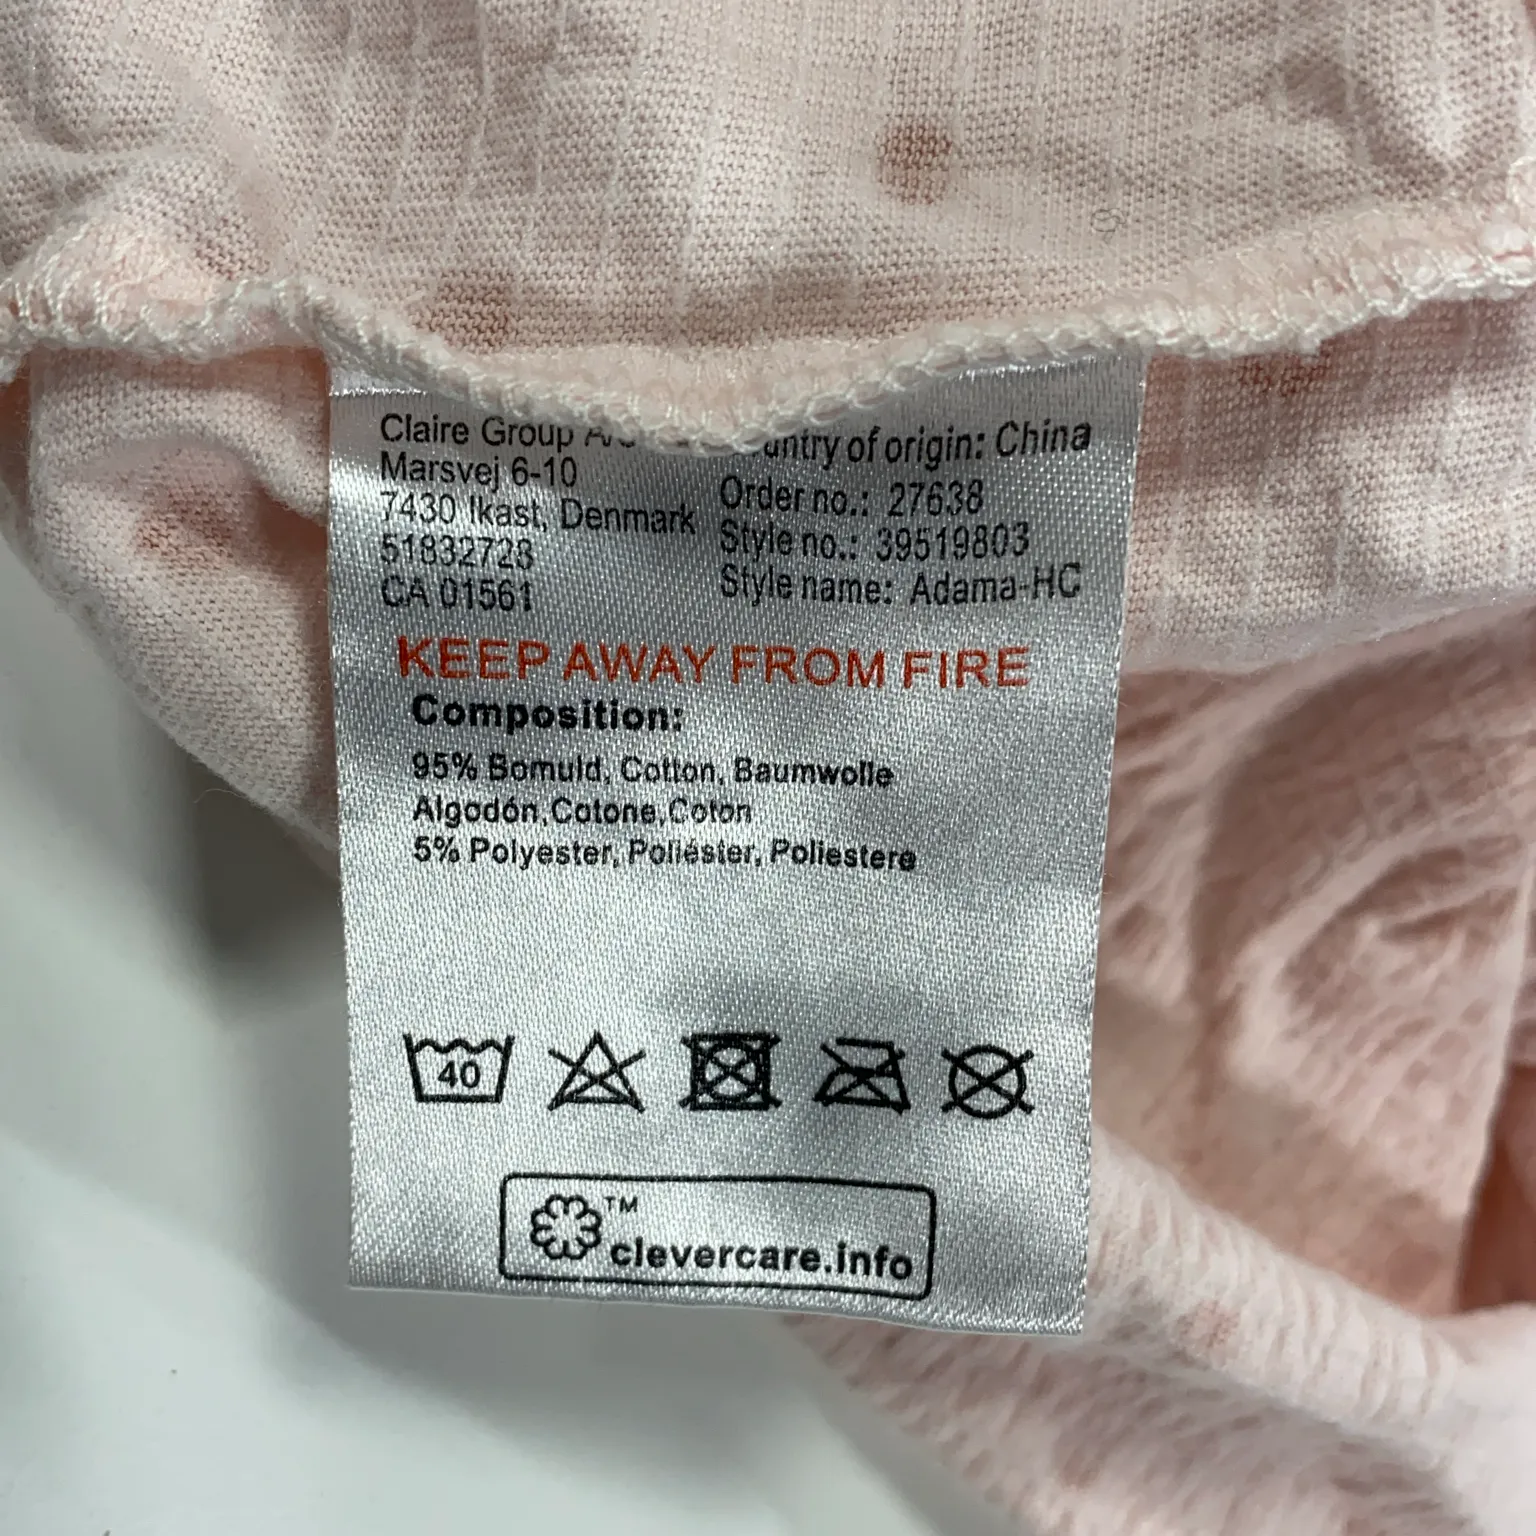 Claire Group
Marsvej 6-10
7430 Ikast, Denmark
51832728
CA 01561
of origin: China
Order no.: 27638
Style no.: 39519803
Style name: Adama-HC
KEEP AWAY FROM FIRE
Composition:
95% Bomuld, Cotton, Baumwolle
Algodón,Cotone,Coton
5% Polyester, Poliéster, Poliestere
40
TM
clevercare.info